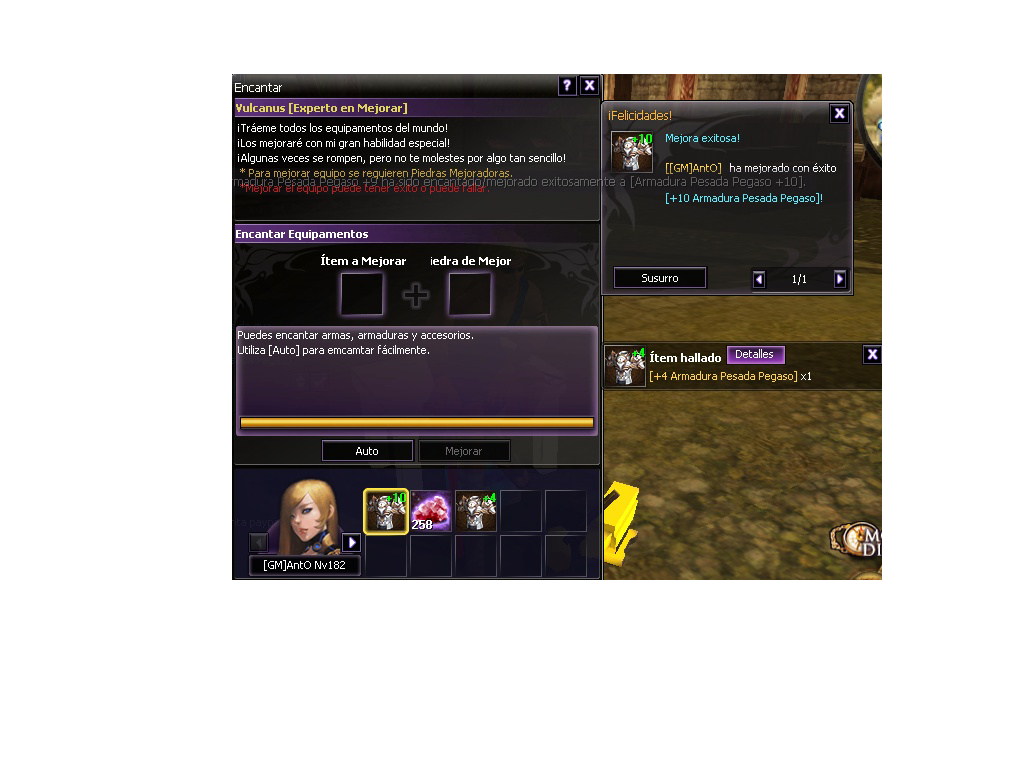 Encantar
?
X
Vulcanus [Experto en Mejorar]
¡Tráeme todos los equipamentos del mundo!
¡Los mejoraré con mi gran habilidad especial!
¡Algunas veces se rompen, pero no te molestes por algo tan sencillo!
* Para mejorar equipo se requieren Piedras Mejoradoras.
rmadura Pesada Pegaso +9 ha sido encantado/mejorado exitosamente a [Armadura Pesada Pegaso +10].
*Mejorar el equipo puede tener éxito o puede fallar.
Encantar Equipamentos
Ítem a Mejorar
iedra de Mejor
Puedes encantar armas, armaduras y accesorios.
Utiliza [Auto] para emcamtar fácilmente.
Auto
Mejorar
+10
258
+4
[GM]AntO Nv182
¡Felicidades!
X
+10
Mejora exitosa!
[[GM]AntO] ha mejorado con éxito
[+10 Armadura Pesada Pegaso]!
Susurro
1/1
+4
Ítem hallado
Detalles
X
[+4 Armadura Pesada Pegaso] x1